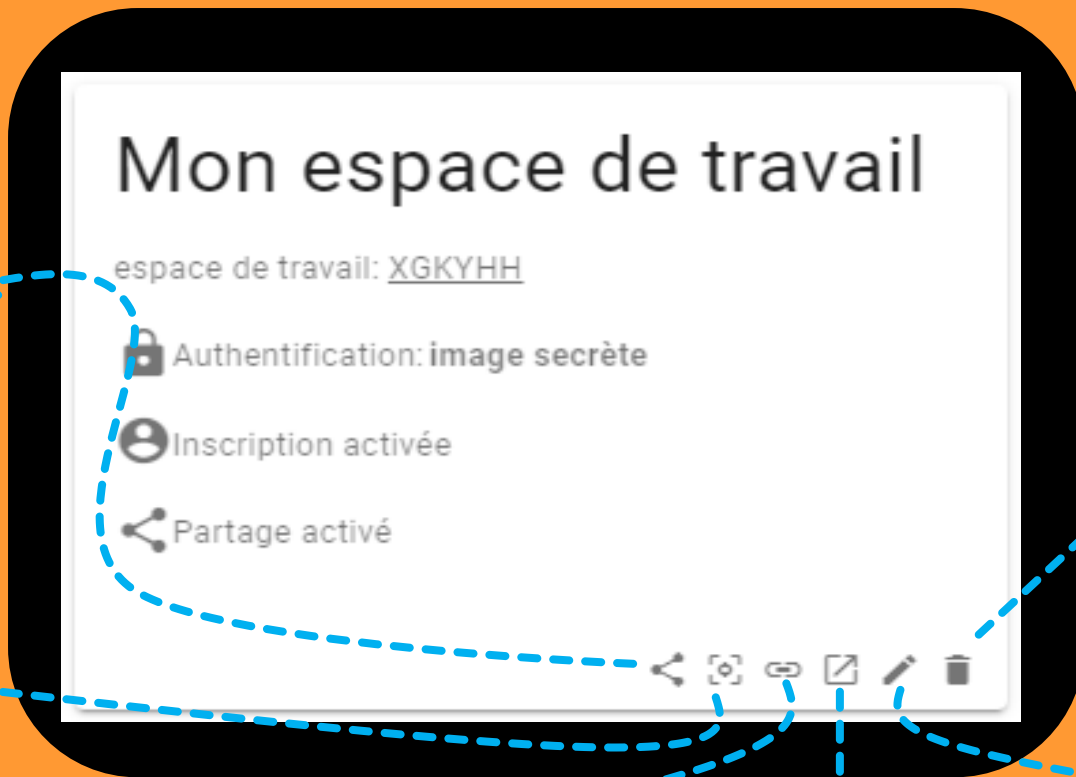 Mon espace de travail
espace de travail: XGKYHH
Authentification: image secrète
Inscription activée
Partage activé